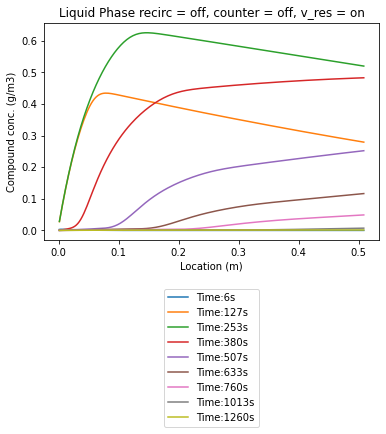 Liquid Phase recirc = off, counter = off, v_res = on
Compound conc. (g/m3)
0.6
0.5
0.4
0.3
0.2
0.1
0.0
0.0 0.1 0.2 0.3 0.4 0.5
Location (m)
Time:6s
Time:127s
Time:253s
Time:380s
Time:507s
Time:633s
Time:760s
Time:1013s
Time:1260s